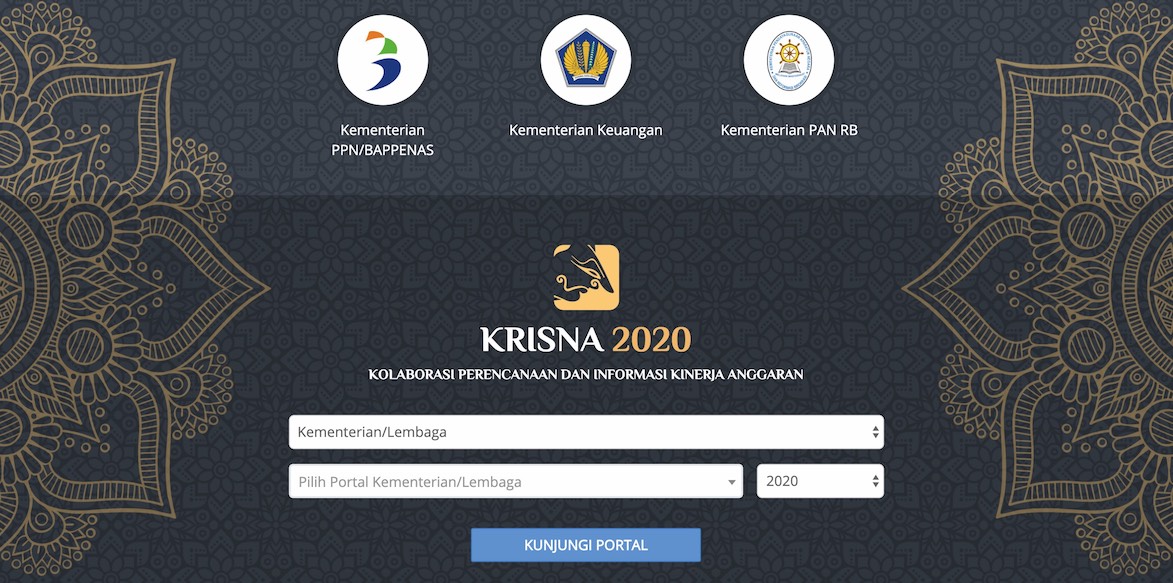 Kementerian
PPN/BAPPENAS
Kementerian Keuangan
Kementerian PAN RB
KRISNA 2020
KOLABORASI PERENCANAAN DAN INFORMASI KINERJA ANGGARAN
Kementerian/Lembaga
Pilih Portal Kementerian/Lembaga
2020
KUNJUNGI PORTAL